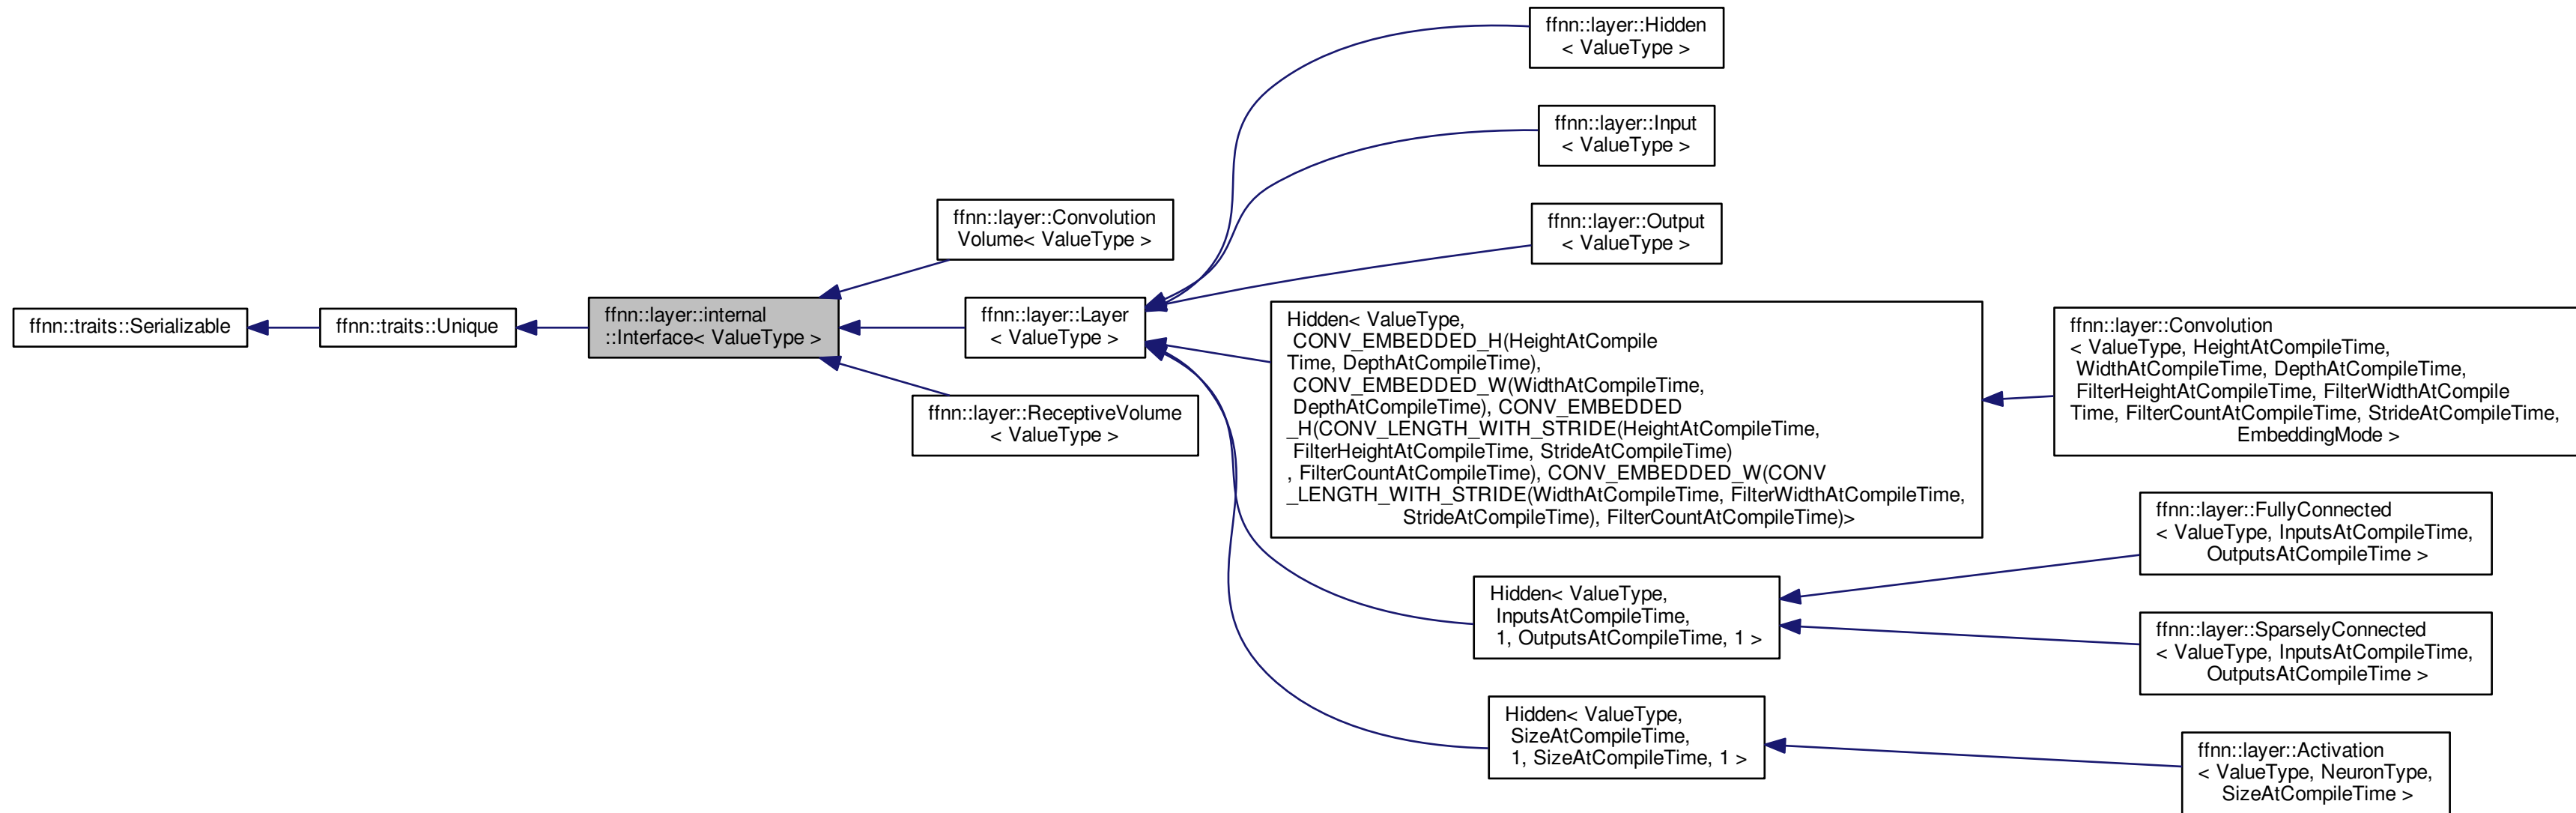 ffnn::traits::Serializable
ffnn::traits::Unique
ffnn::layer::internal
::Interface< ValueType >
ffnn::layer::Convolution
Volume< ValueType >
ffnn::layer::Layer
< ValueType >
ffnn::layer::ReceptiveVolume
< ValueType >
ffnn::layer::Hidden
< ValueType >
ffnn::layer::Input
< ValueType >
ffnn::layer::Output
< ValueType >
Hidden< ValueType,
CONV_EMBEDDED_H(HeightAtCompile
Time, DepthAtCompileTime),
CONV_EMBEDDED_W(WidthAtCompileTime,
DepthAtCompileTime), CONV_EMBEDDED
_H(CONV_LENGTH_WITH_STRIDE(HeightAtCompileTime,
FilterHeightAtCompileTime, StrideAtCompileTime)
, FilterCountAtCompileTime), CONV_EMBEDDED_W(CONV
_LENGTH_WITH_STRIDE(WidthAtCompileTime, FilterWidthAtCompileTime,
StrideAtCompileTime), FilterCountAtCompileTime)>
Hidden< ValueType,
InputsAtCompileTime,
1, OutputsAtCompileTime, 1 >
Hidden< ValueType,
SizeAtCompileTime,
1, SizeAtCompileTime, 1 >
ffnn::layer::Convolution
< ValueType, HeightAtCompileTime,
WidthAtCompileTime, DepthAtCompileTime,
FilterHeightAtCompileTime, FilterWidthAtCompile
Time, FilterCountAtCompileTime, StrideAtCompileTime,
EmbeddingMode >
ffnn::layer::FullyConnected
< ValueType, InputsAtCompileTime,
OutputsAtCompileTime >
ffnn::layer::SparselyConnected
< ValueType, InputsAtCompileTime,
OutputsAtCompileTime >
ffnn::layer::Activation
< ValueType, NeuronType,
SizeAtCompileTime >